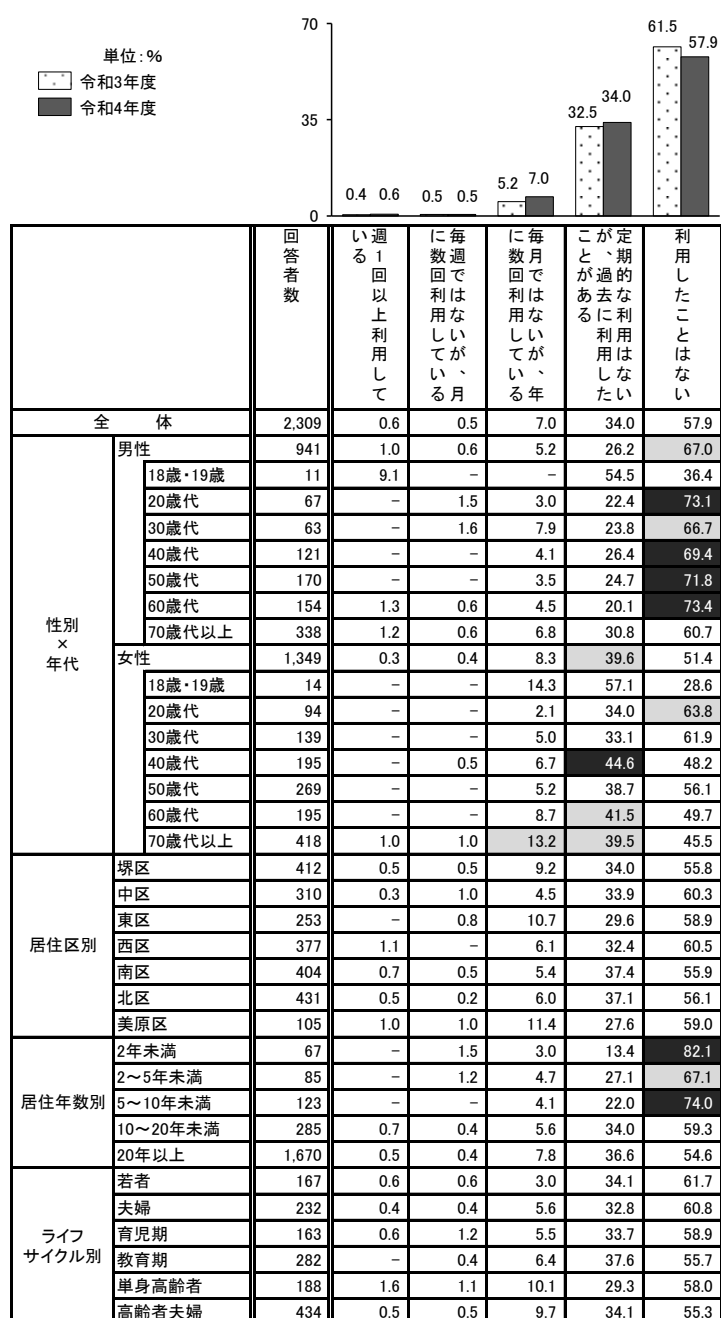 単位:%
令和3年度
令和4年度
70
35
0
0.4 0.6 0.5 0.5 5.2 7.0 32.5 34.0 61.5 57.9
回答者数
週1回以上利用している
毎週ではないが、月に数回利用している
毎月ではないが、年に数回利用している
定期的な利用はないが、過去に利用したことがある
利用したことはない
全 体 2,309 0.6 0.5 7.0 34.0 57.9
性別×年代
男性 941 1.0 0.6 5.2 26.2 67.0
18歳・19歳 11 9.1 − − 54.5 36.4
20歳代 67 − 1.5 3.0 22.4 73.1
30歳代 63 − 1.6 7.9 23.8 66.7
40歳代 121 − − 4.1 26.4 69.4
50歳代 170 − − 3.5 24.7 71.8
60歳代 154 1.3 0.6 4.5 20.1 73.4
70歳代以上 338 1.2 0.6 6.8 30.8 60.7
女性 1,349 0.3 0.4 8.3 39.6 51.4
18歳・19歳 14 − − 14.3 57.1 28.6
20歳代 94 − − 2.1 34.0 63.8
30歳代 139 − − 5.0 33.1 61.9
40歳代 195 − 0.5 6.7 44.6 48.2
50歳代 269 − − 5.2 38.7 56.1
60歳代 195 − − 8.7 41.5 49.7
70歳代以上 418 1.0 1.0 13.2 39.5 45.5
居住区別
堺区 412 0.5 0.5 9.2 34.0 55.8
中区 310 0.3 1.0 4.5 33.9 60.3
東区 253 − 0.8 10.7 29.6 58.9
西区 377 1.1 − 6.1 32.4 60.5
南区 404 0.7 0.5 5.4 37.4 55.9
北区 431 0.5 0.2 6.0 37.1 56.1
美原区 105 1.0 1.0 11.4 27.6 59.0
居住年数別
2年未満 67 − 1.5 3.0 13.4 82.1
2〜5年未満 85 − 1.2 4.7 27.1 67.1
5〜10年未満 123 − − 4.1 22.0 74.0
10〜20年未満 285 0.7 0.4 5.6 34.0 59.3
20年以上 1,670 0.5 0.4 7.8 36.6 54.6
ライフサイクル別
若者 167 0.6 0.6 3.0 34.1 61.7
夫婦 232 0.4 0.4 5.6 32.8 60.8
育児期 163 0.6 1.2 5.5 33.7 58.9
教育期 282 − 0.4 6.4 37.6 55.7
単身高齢者 188 1.6 1.1 10.1 29.3 58.0
高齢者夫婦 434 0.5 0.5 9.7 34.1 55.3